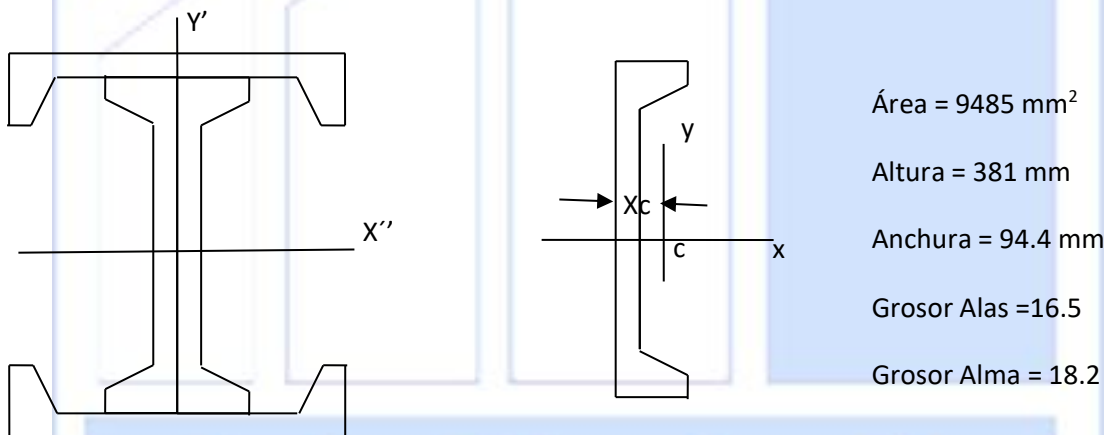 Y’
X´’
y
Xc
c
x
Área = 9485 mm²
Altura = 381 mm
Anchura = 94.4 mm
Grosor Alas =16.5
Grosor Alma = 18.2